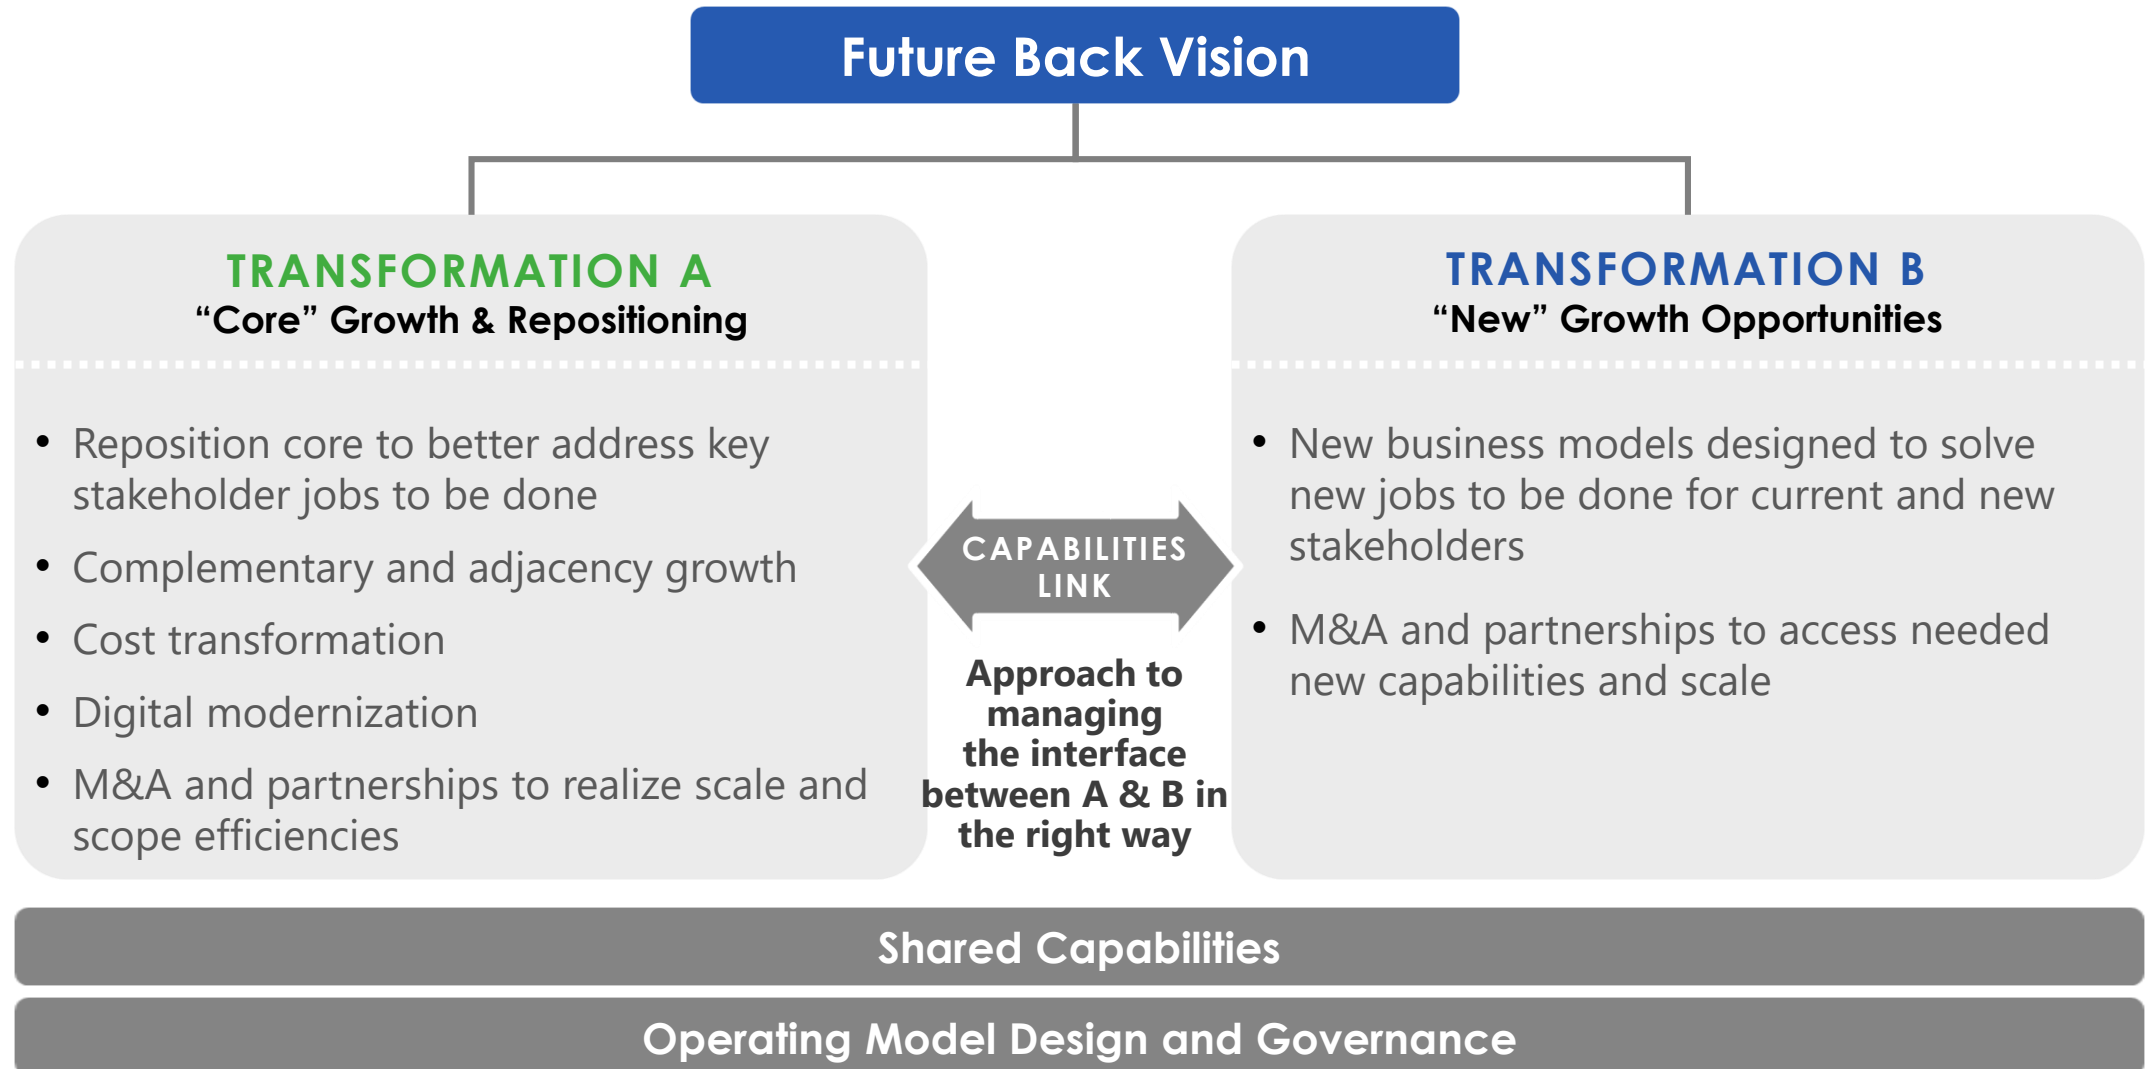 Future Back Vision
TRANSFORMATION A
“Core” Growth & Repositioning
• Reposition core to better address key
stakeholder jobs to be done
• Complementary and adjacency growth
• Cost transformation
• Digital modernization
• M&A and partnerships to realize scale and
scope efficiencies
CAPABILITIES
LINK
Approach to
managing
the interface
between A & B in
the right way
TRANSFORMATION B
“New” Growth Opportunities
• New business models designed to solve
new jobs to be done for current and new
stakeholders
• M&A and partnerships to access needed
new capabilities and scale
Shared Capabilities
Operating Model Design and Governance